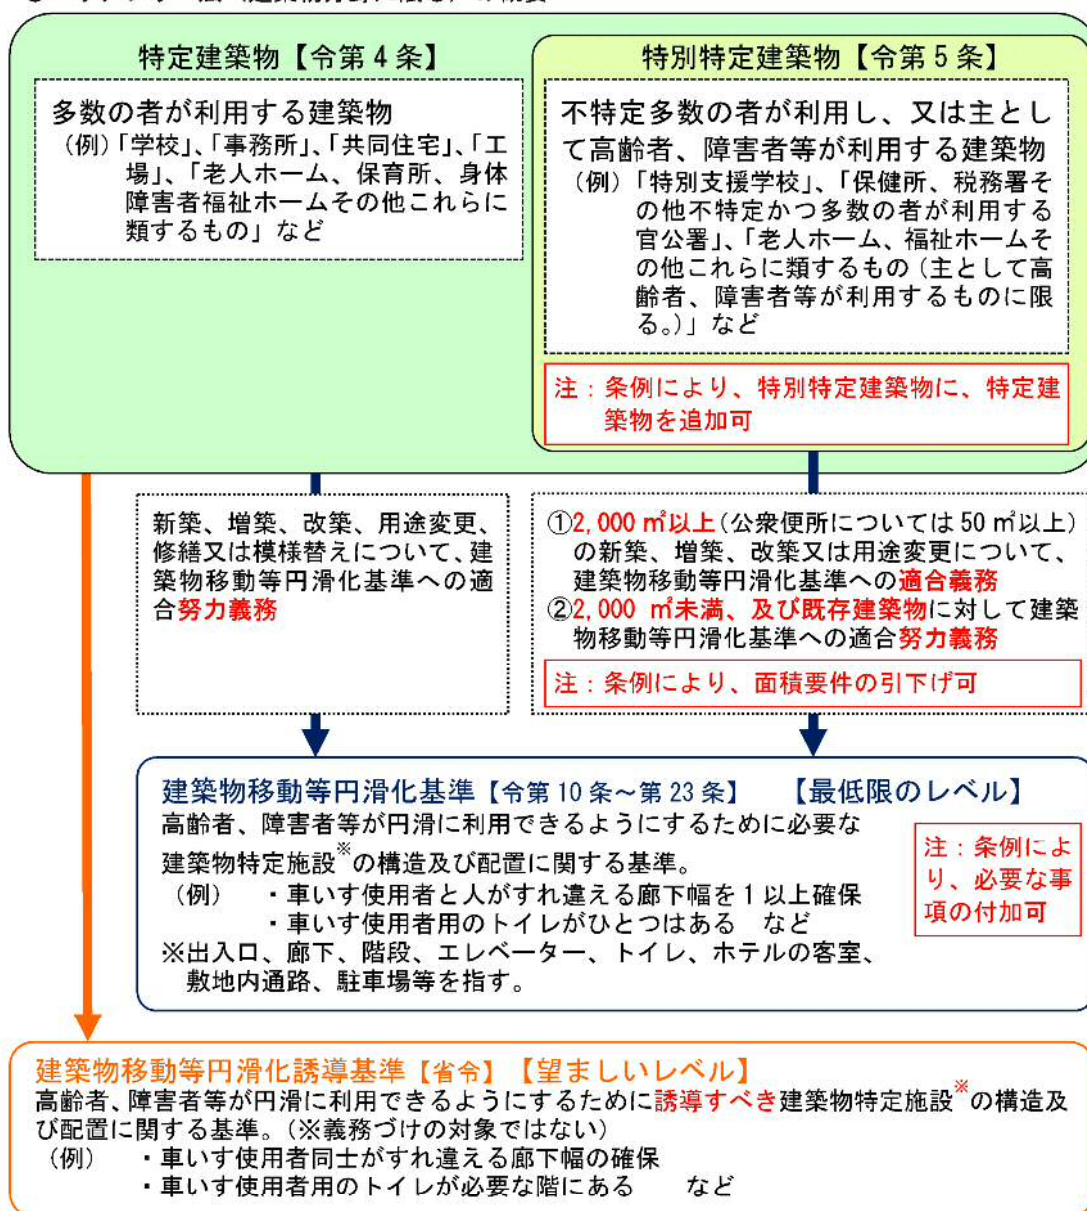 特定建築物【令第4条】
多数の者が利用する建築物
(例)「学校」、「事務所」、「共同住宅」、「工
場」、「老人ホーム、保育所、身体
障害者福祉ホームその他これらに
類するもの」など
特別特定建築物【令第5条】
不特定多数の者が利用し、又は主とし
て高齢者、障害者等が利用する建築物
(例)「特別支援学校」、「保健所、税務署そ
の他不特定かつ多数の者が利用する
官公署」、「老人ホーム、福祉ホームそ
の他これらに類するもの(主として高
齢者、障害者等が利用するものに限
る。)」など
注：条例により、特別特定建築物に、特定建
築物を追加可
新築、増築、改築、用途変更、
修繕又は模様替えについて、建
築物移動等円滑化基準への適
合努力義務
①2,000㎡以上(公衆便所については50㎡以上)
の新築、増築、改築又は用途変更について、
建築物移動等円滑化基準への適合義務
②2,000㎡未満、及び既存建築物に対して建築
物移動等円滑化基準への適合努力義務
注：条例により、面積要件の引下げ可
建築物移動等円滑化基準【令第10条～第23条】 【最低限のレベル】
高齢者、障害者等が円滑に利用できるようにするために必要な
建築物特定施設※の構造及び配置に関する基準。
(例) ・車いす使用者と人がすれ違える廊下幅を1以上確保
・車いす使用者用のトイレがひとつはある など
※出入口、廊下、階段、エレベーター、トイレ、ホテルの客室、
敷地内通路、駐車場等を指す。
注：条例によ
り、必要な事
項の付加可
建築物移動等円滑化誘導基準【省令】【望ましいレベル】
高齢者、障害者等が円滑に利用できるようにするために誘導すべき建築物特定施設※の構造及
び配置に関する基準。(※義務づけの対象ではない)
(例) ・車いす使用者同士がすれ違える廊下幅の確保
・車いす使用者用のトイレが必要な階にある など